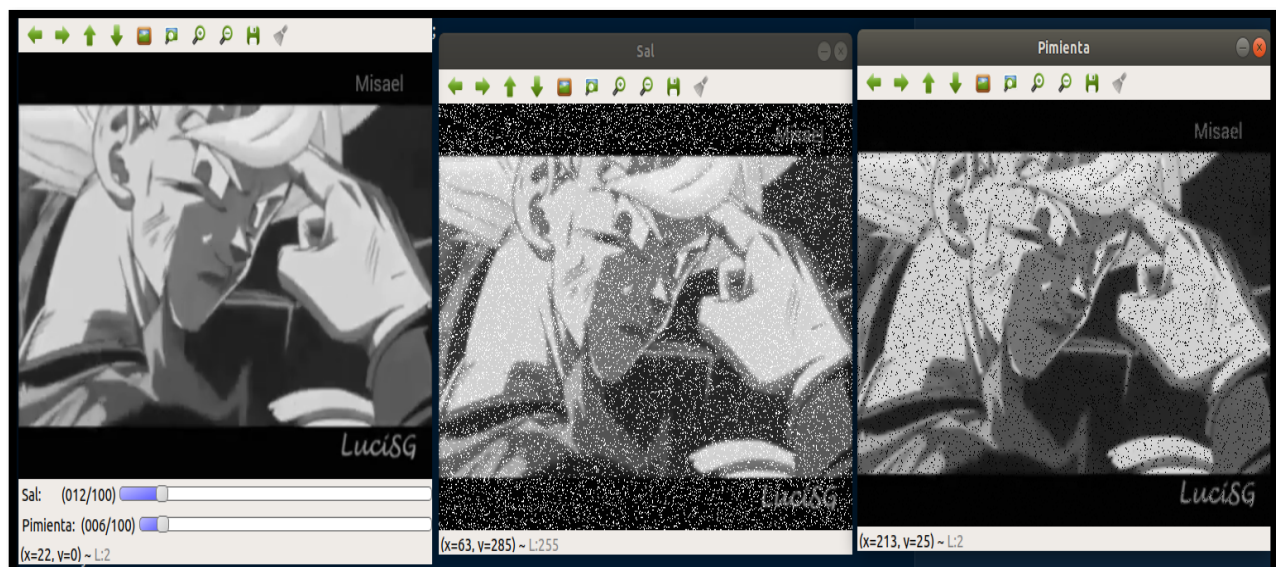 Misael
LuciSG
Sal: (012/100)
Pimienta: (006/100)
(x=22, y=0) ~ L:2
Sal
Misael
LuciSG
(x=63, y=285) ~ L:255
Pimienta
Misael
LuciSG
(x=213, y=25) ~ L:2